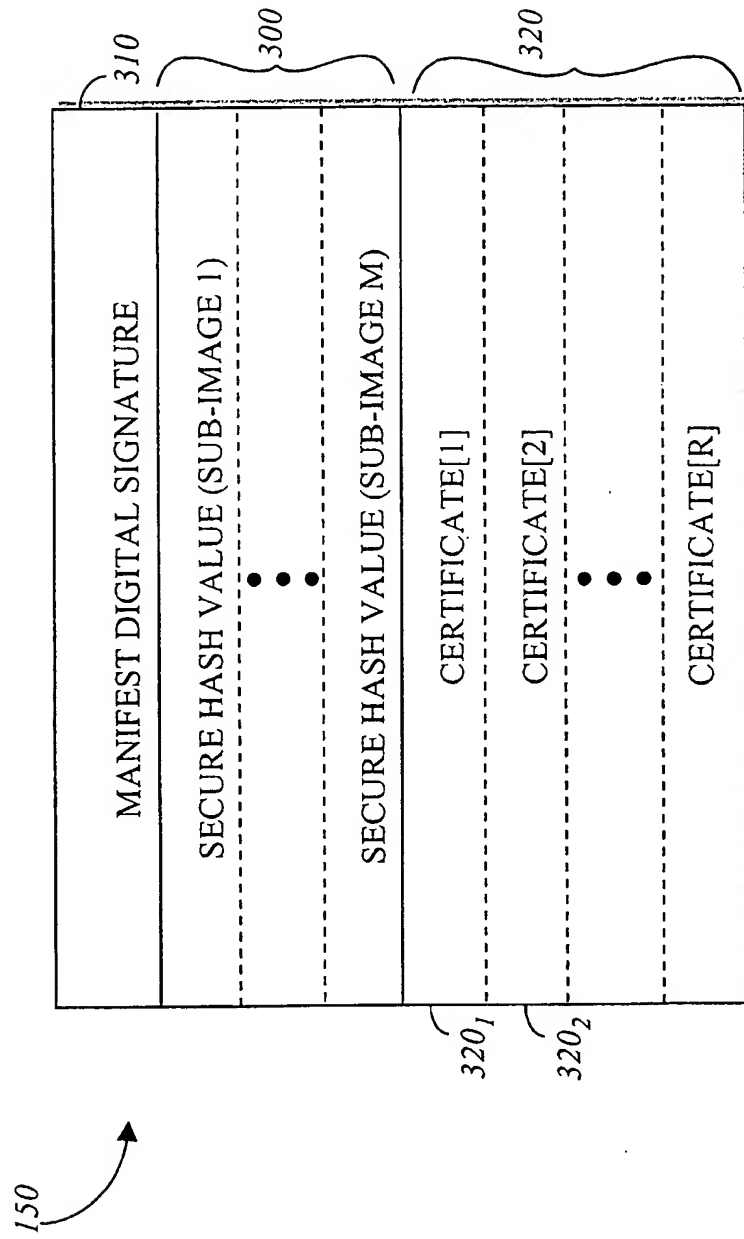 150
310
MANIFEST DIGITAL SIGNATURE
SECURE HASH VALUE (SUB-IMAGE 1)
300
SECURE HASH VALUE (SUB-IMAGE M)
CERTIFICATE[1]
320₁
CERTIFICATE[2]
320₂
320
CERTIFICATE[R]